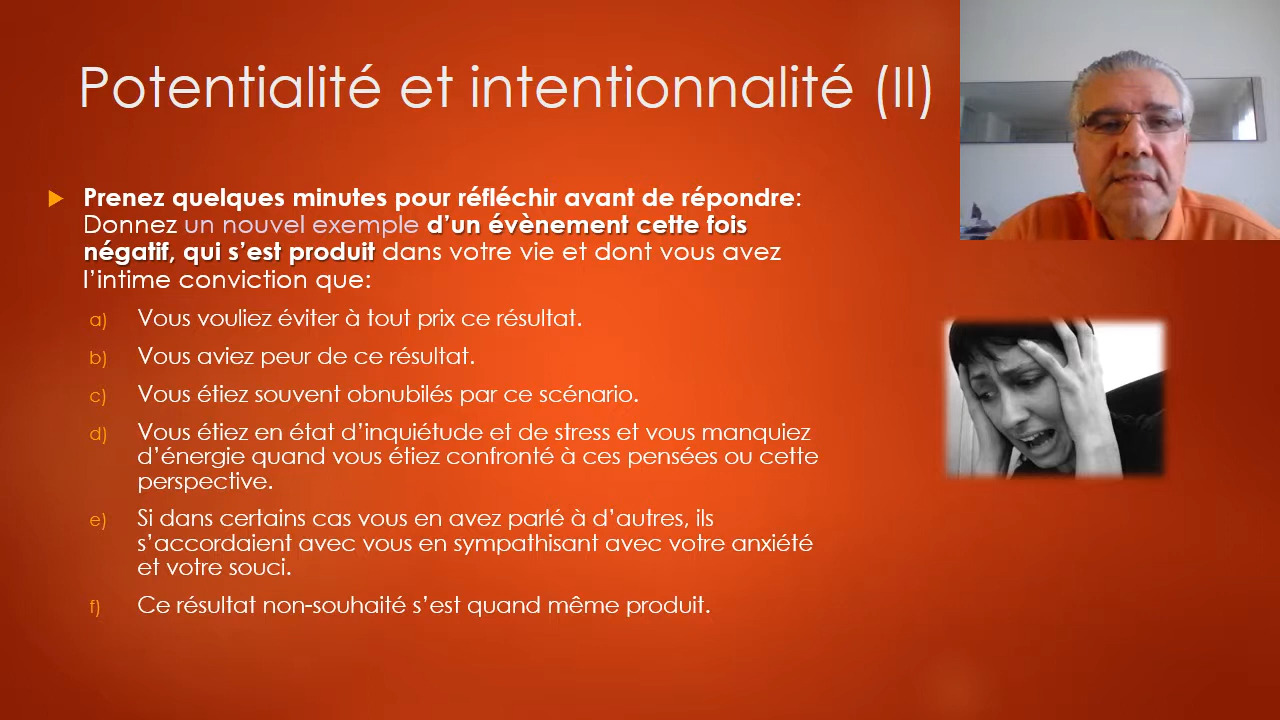 Potentialité et intentionnalité (II)
Prenez quelques minutes pour réfléchir avant de répondre:
Donnez un nouvel exemple d’un évènement cette fois
négatif, qui s’est produit dans votre vie et dont vous avez
l’intime conviction que:
a) Vous vouliez éviter à tout prix ce résultat.
b) Vous aviez peur de ce résultat.
c) Vous étiez souvent obnubilés par ce scénario.
d) Vous étiez en état d’inquiétude et de stress et vous manquiez
d’énergie quand vous étiez confronté à ces pensées ou cette
perspective.
e) Si dans certains cas vous en avez parlé à d’autres, ils
s’accordaient avec vous en sympathisant avec votre anxiété
et votre souci.
f) Ce résultat non-souhaité s’est quand même produit.